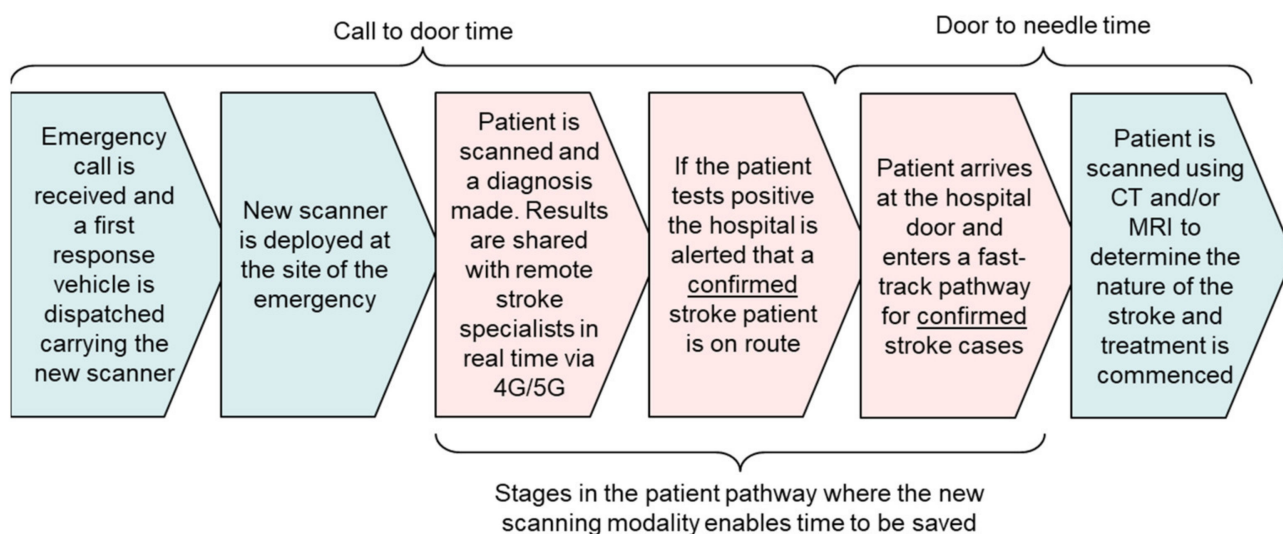 Call to door time
Door to needle time
Emergency
call is
received and
a first
response
vehicle is
dispatched
carrying the
new scanner
New scanner
is deployed at
the site of the
emergency
Patient is
scanned and
a diagnosis
made. Results
are shared
with remote
stroke
specialists in
real time via
4G/5G
If the patient
tests positive
the hospital is
alerted that a
confirmed
stroke patient
is on route
Patient arrives
at the hospital
door and
enters a fast-
track pathway
for confirmed
stroke cases
Patient is
scanned using
CT and/or
MRI to
determine the
nature of the
stroke and
treatment is
commenced
Stages in the patient pathway where the new
scanning modality enables time to be saved